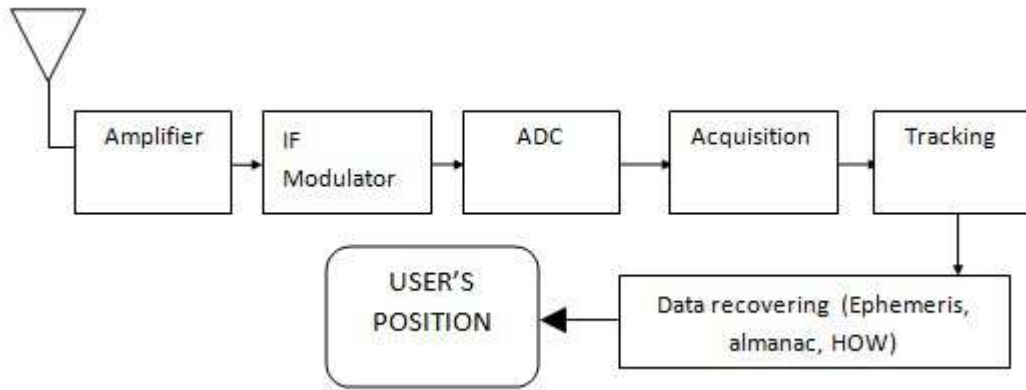 Amplifier
IF
Modulator
ADC
Acquisition
Tracking
Data recovering (Ephemeris,
almanac, HOW)
USER'S
POSITION